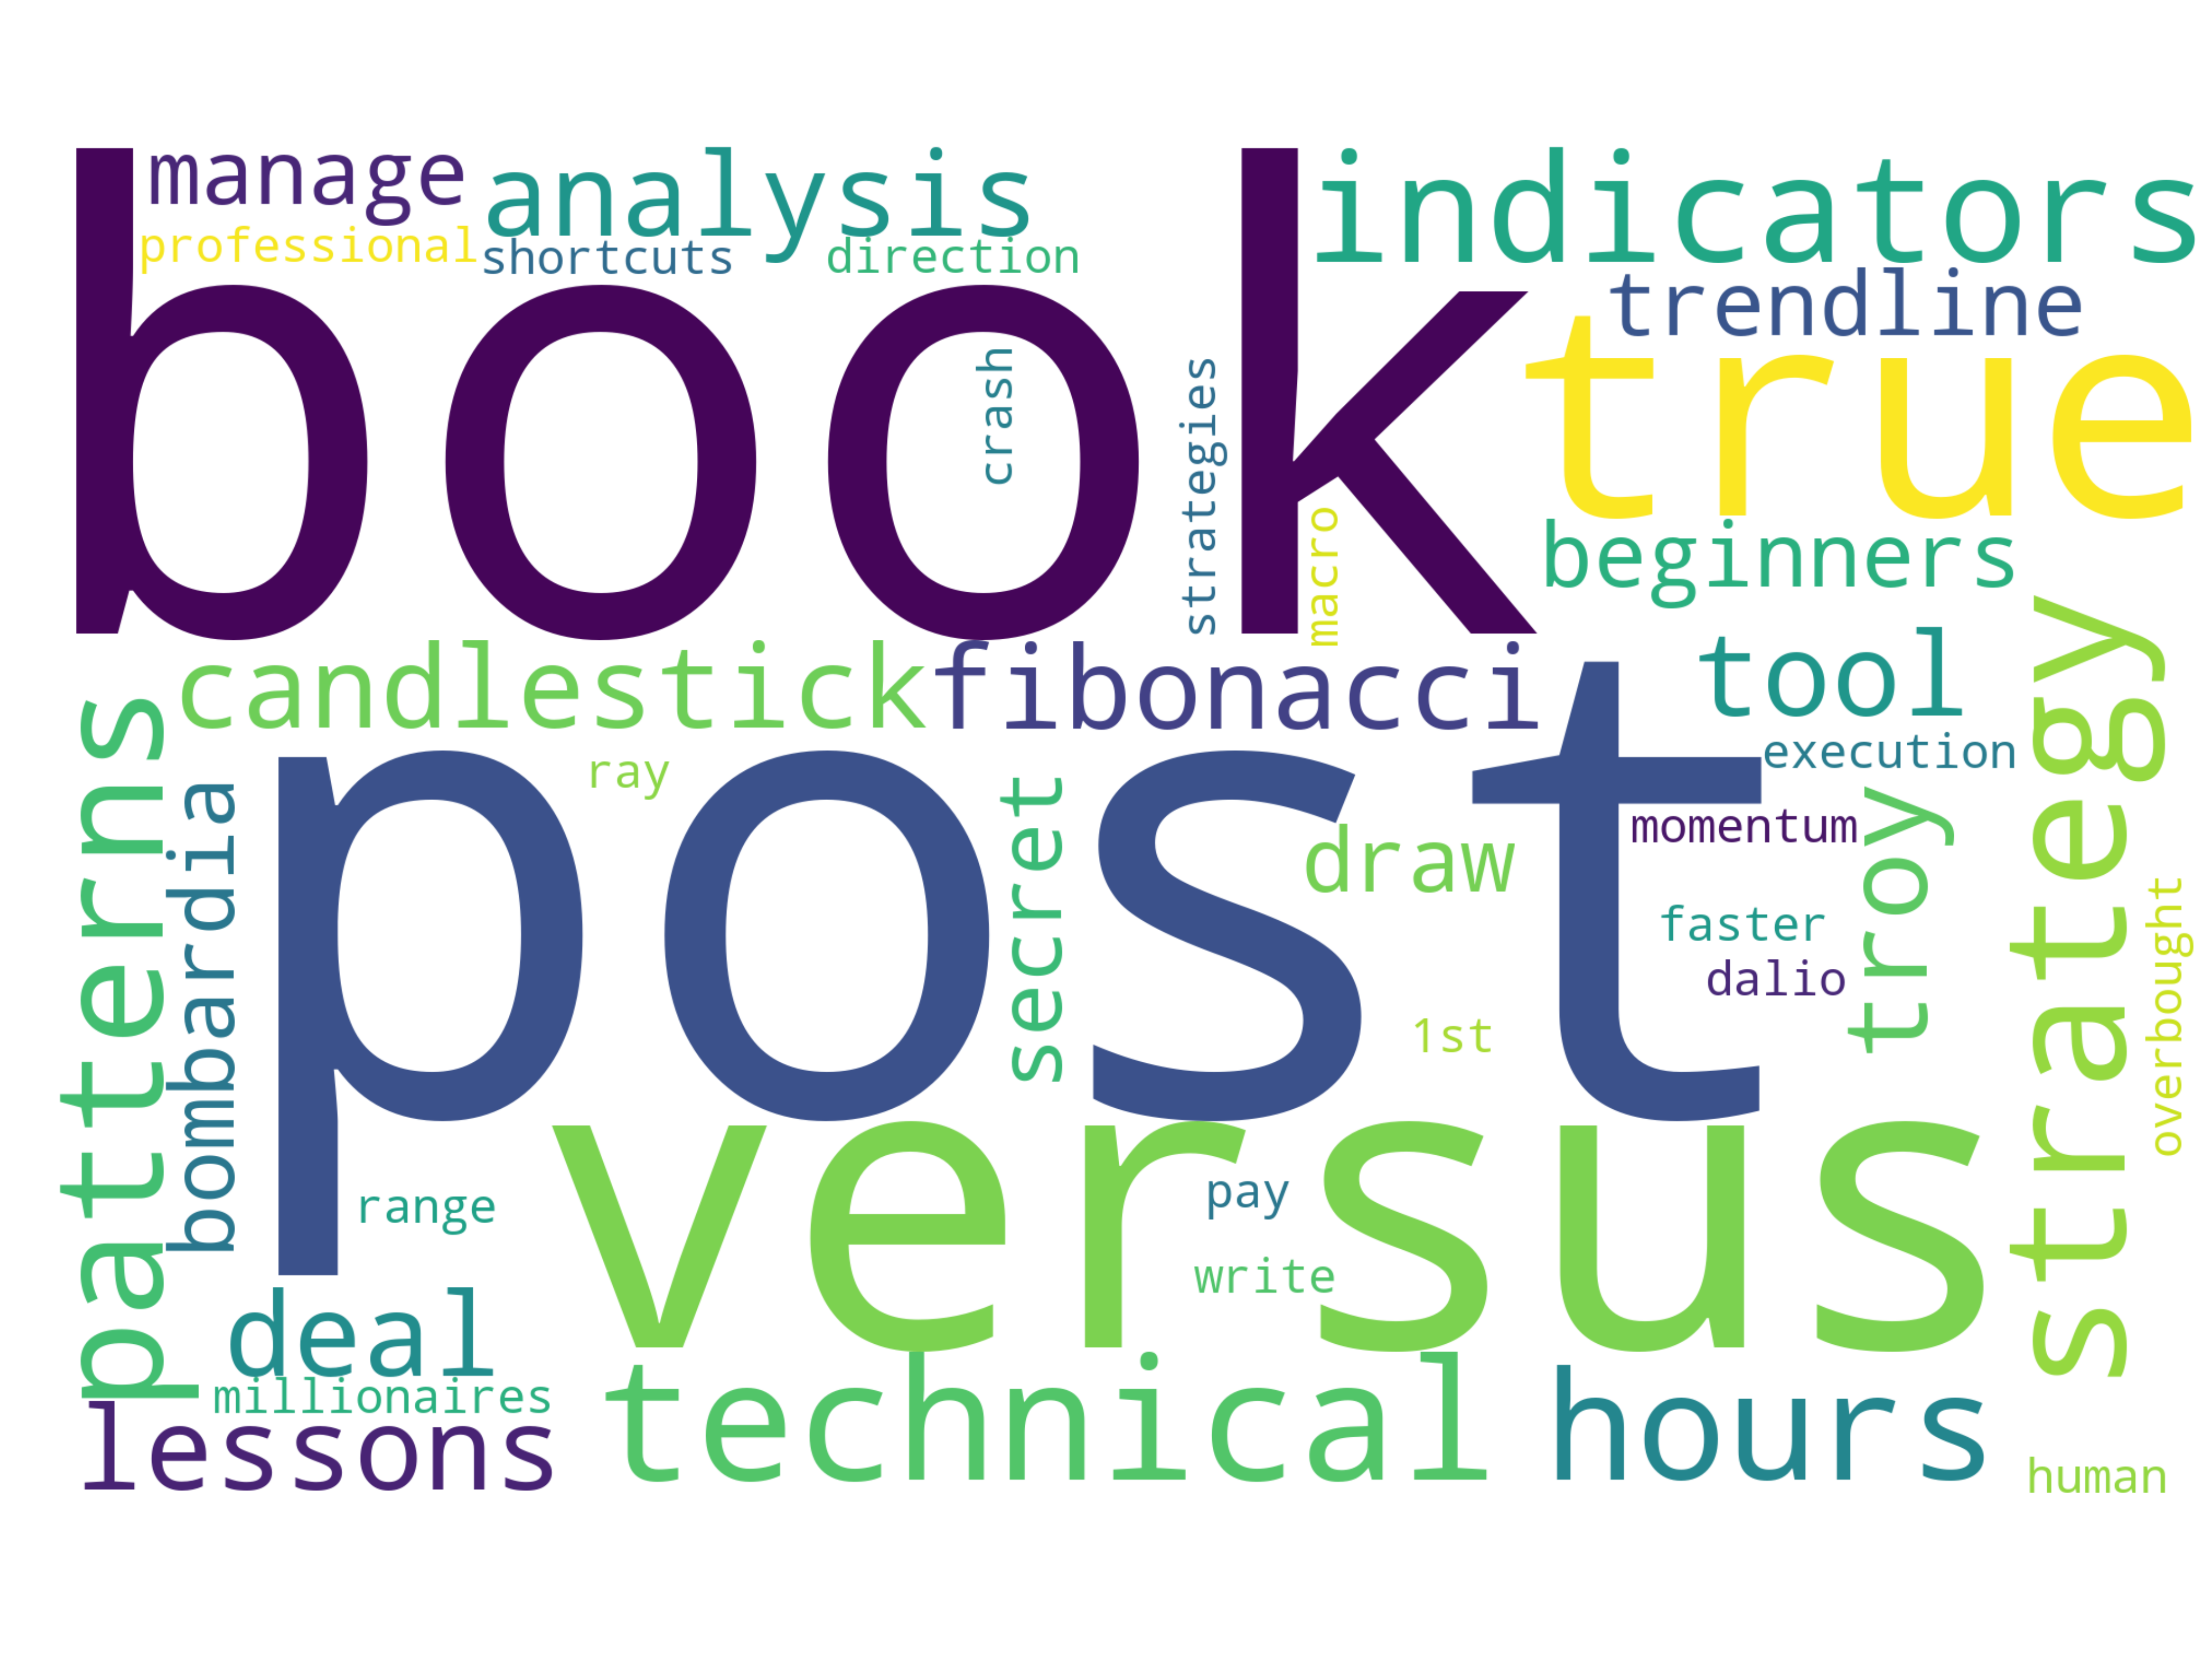 manage
analysis
indicators
professional
shortcuts
direction
trendline
book
true
crash
strategies
macro
beginners
candlestick
fibonacci
tool
strategy
patterns
bombardia
ray
post
secret
draw
execution
momentum
troy
faster
dalio
1st
overbought
range
versus
pay
write
deal
millionaires
lessons
technical
hours
human